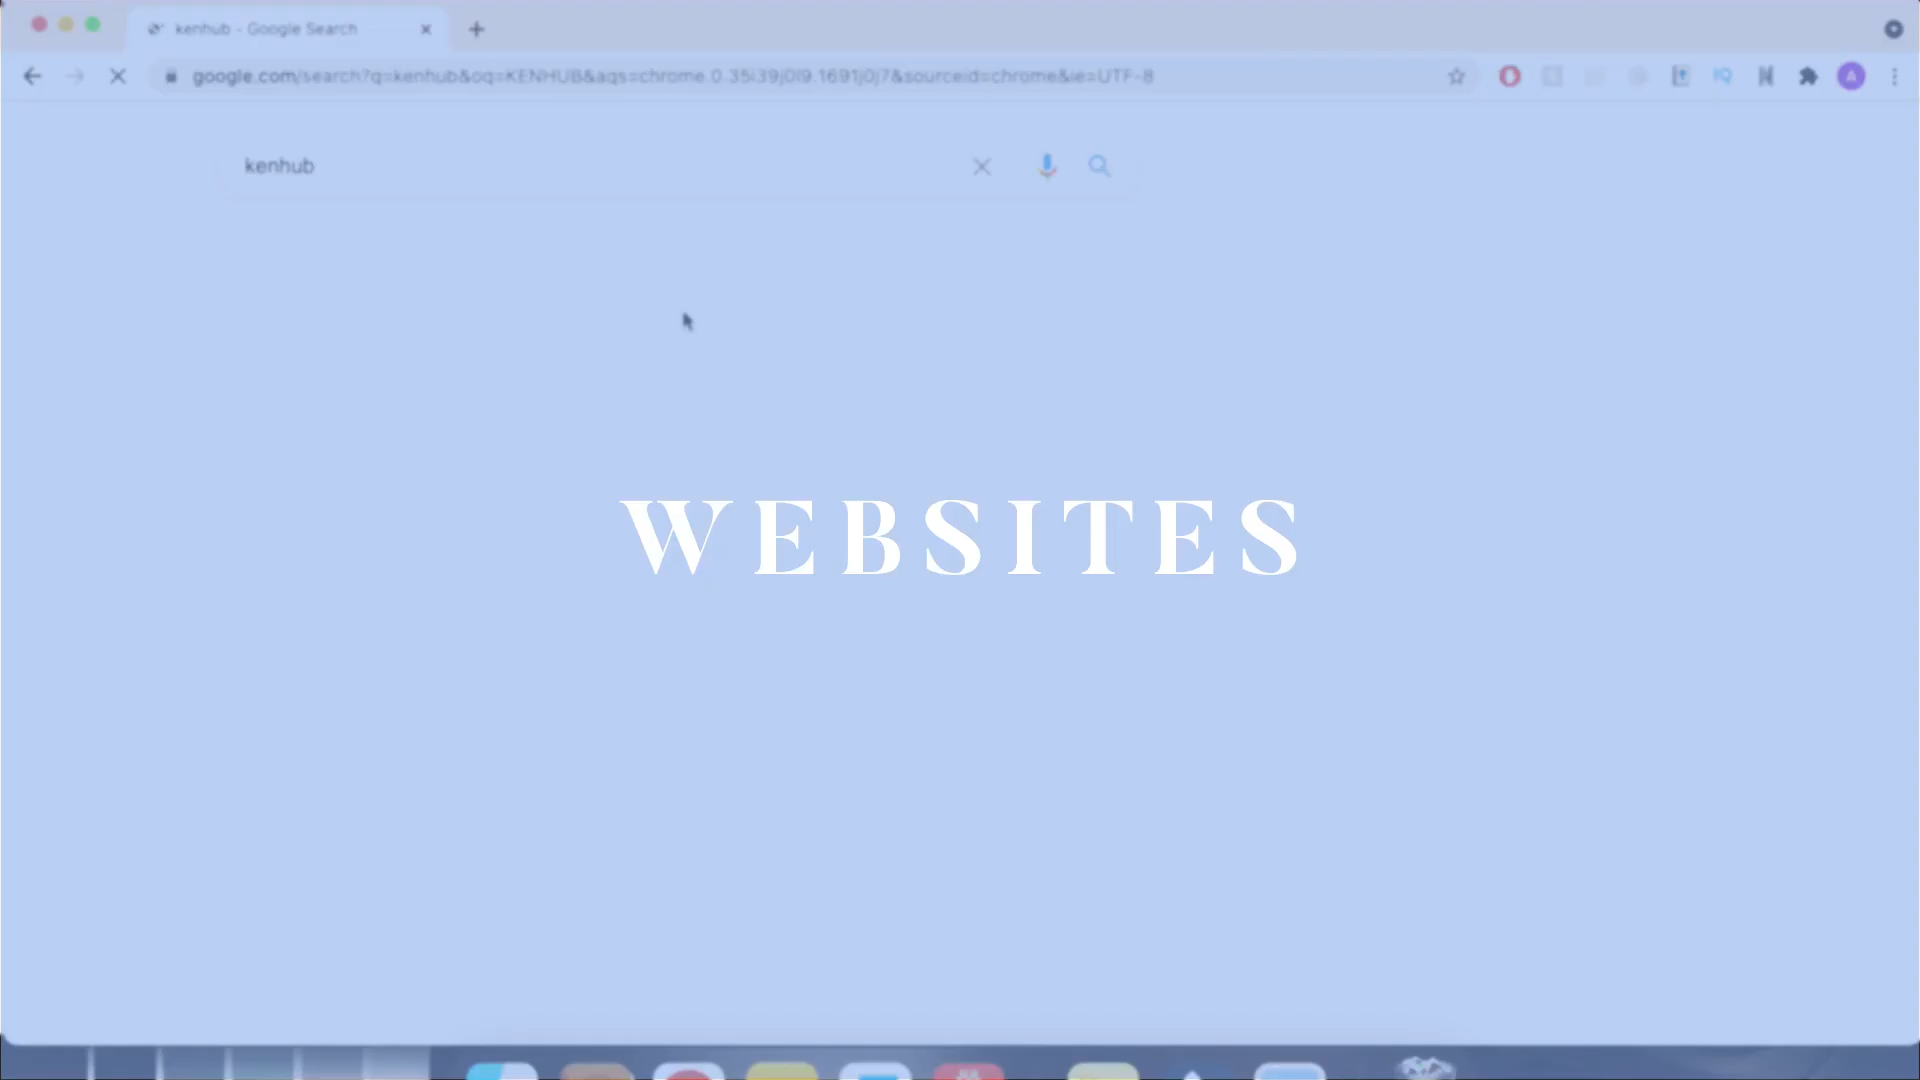 kenhub - Google Search
google.com/search?q=kenhub&oq=KENHUB&aqs=chrome.0.35i39j0l9.1691j0j7&sourceid=chrome&ie=UTF-8
IQ
A
kenhub
WEBSITES